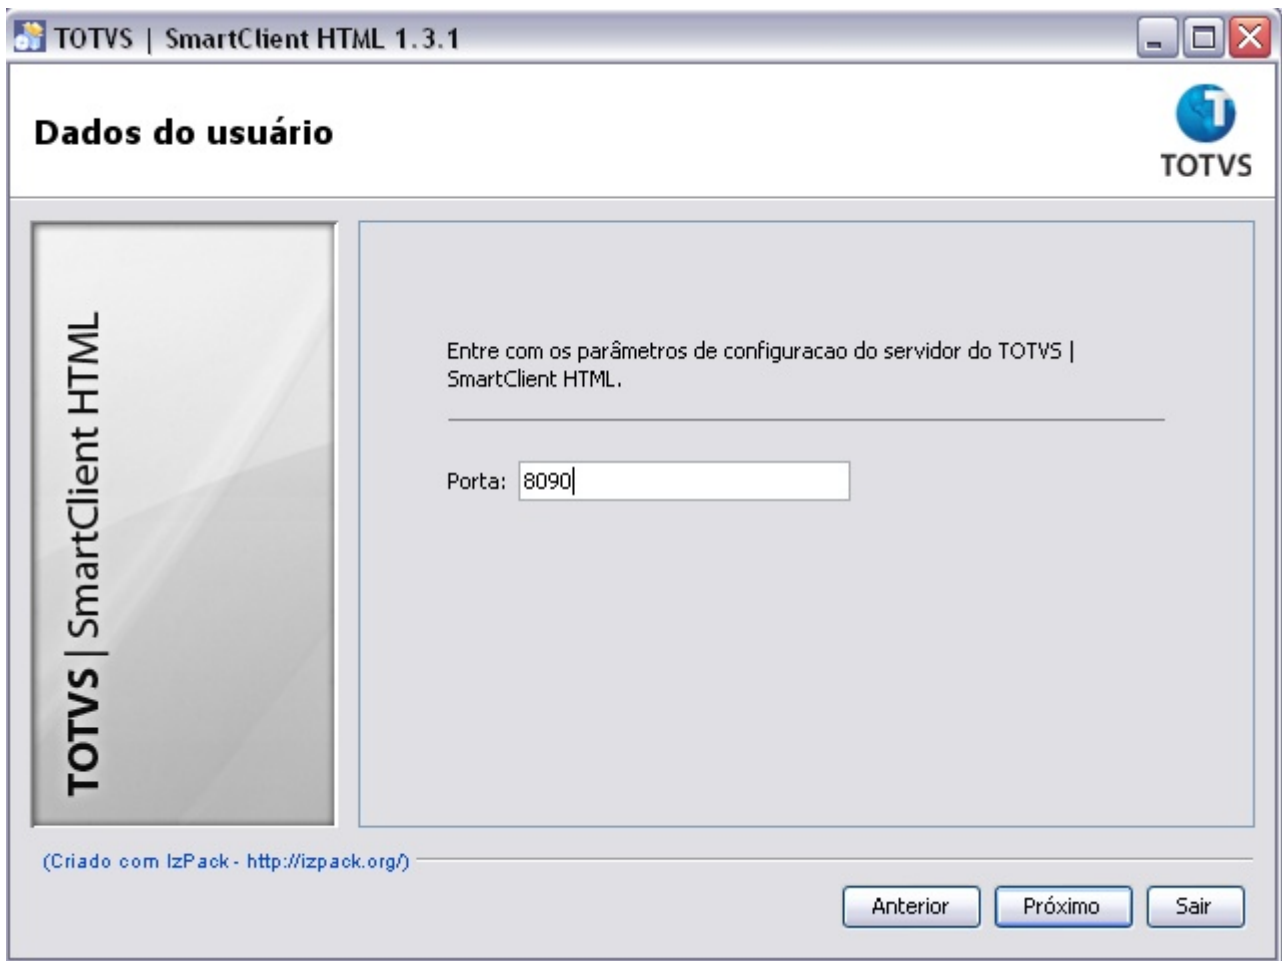 TOTVS | SmartClient HTML 1.3.1
Dados do usuário
TOTVS
TOTVS | SmartClient HTML
Entre com os parâmetros de configuracao do servidor do TOTVS |
SmartClient HTML.
Porta: 8090
(Criado com IzPack - http://izpack.org/)
Anterior Próximo Sair